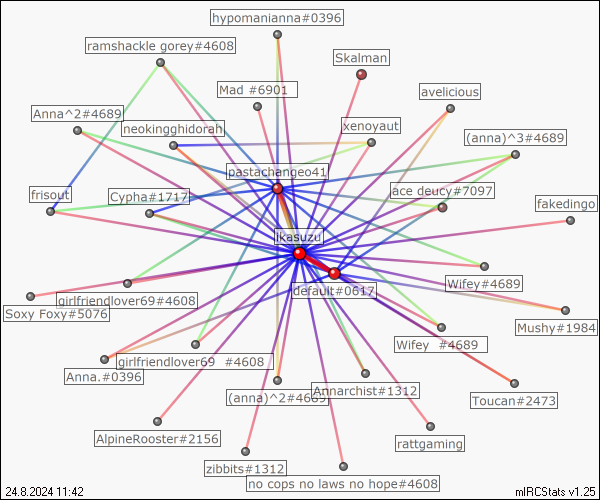 hypomanianna#0396
ramshackle gorey#4608
Skalman
Mad #6901
avelicious
Anna^2#4689
neokingghidorah
xenoyaut
(anna)^3#4689
pastachangeo41
frisout
Cypha#1717
ace deucy#7097
fakedingo
ikasuzu
Wifey#4689
default#0617
girlfriendlover69#4608
Soxy Foxy#5076
Mushy#1984
Wifey #4689
girlfriendlover69 #4608
Anna.#0396
Annarchist#1312
(anna)^2#4689
Toucan#2473
AlpineRooster#2156
rattgaming
zibbits#1312
no cops no laws no hope#4608
24.8.2024 11:42
mIRCStats v1.25